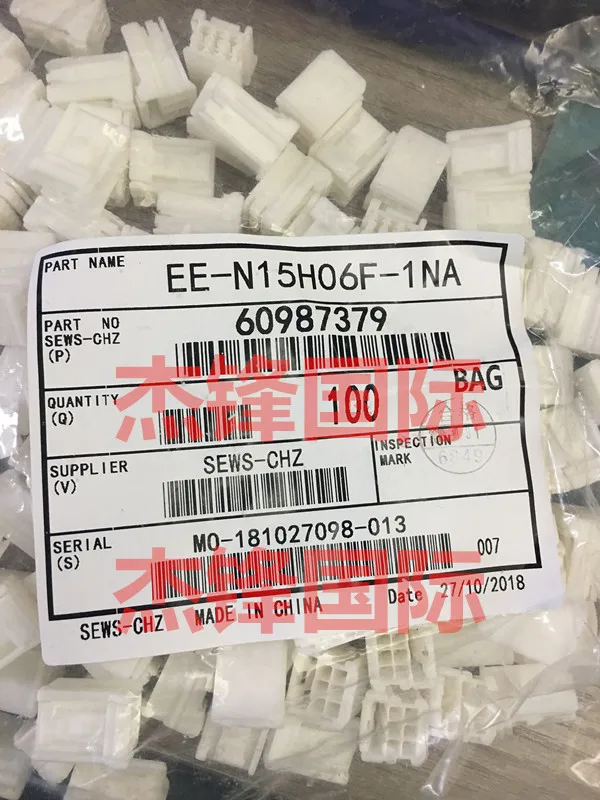 PART NAME
EE-N15H06F-1NA
PART NO
SEWS-CHZ
(P)
60987379
QUANTITY
(Q)
100
BAG
杰锋国际
SUPPLIER
(V)
SEWS-CHZ
INSPECTION
MARK
6849
SERIAL
(S)
MO-181027098-013
007
杰锋国际
SEWS-CHZ MADE IN CHINA Date 27/10/2018